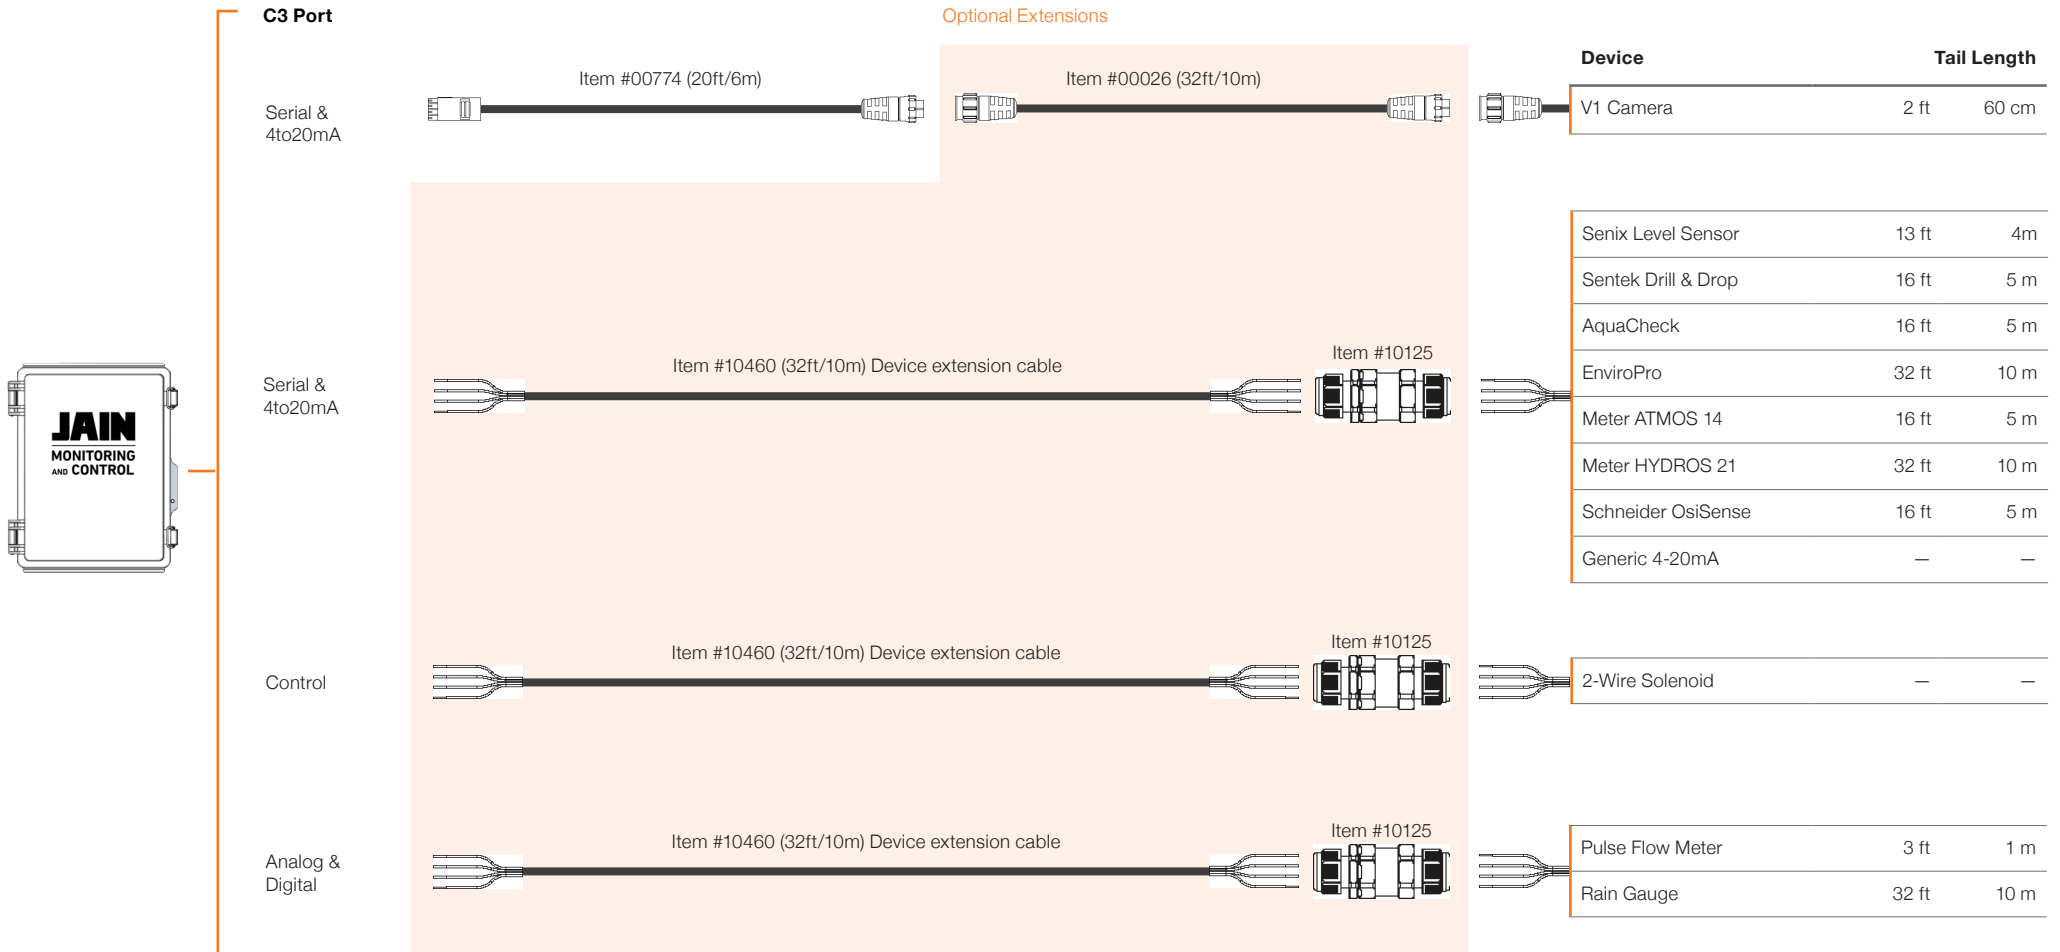 C3 Port
Optional Extensions
Device Tail Length
Serial &
4to20mA
Item #00774 (20ft/6m)
Item #00026 (32ft/10m)
V1 Camera 2 ft 60 cm
JAIN
MONITORING
AND CONTROL
Serial &
4to20mA
Item #10460 (32ft/10m) Device extension cable
Item #10125
Senix Level Sensor 13 ft 4m
Sentek Drill & Drop 16 ft 5 m
AquaCheck 16 ft 5 m
EnviroPro 32 ft 10 m
Meter ATMOS 14 16 ft 5 m
Meter HYDROS 21 32 ft 10 m
Schneider OsiSense 16 ft 5 m
Generic 4-20mA — —
Control
Item #10460 (32ft/10m) Device extension cable
Item #10125
2-Wire Solenoid — —
Analog &
Digital
Item #10460 (32ft/10m) Device extension cable
Item #10125
Pulse Flow Meter 3 ft 1 m
Rain Gauge 32 ft 10 m